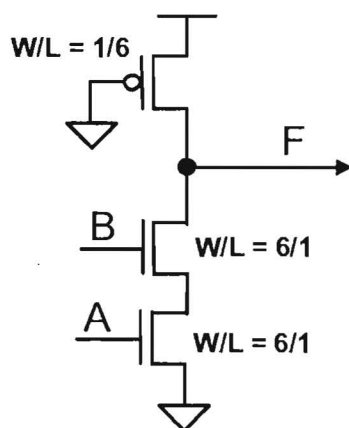 W/L = 1/6
F
B
W/L = 6/1
A
W/L = 6/1